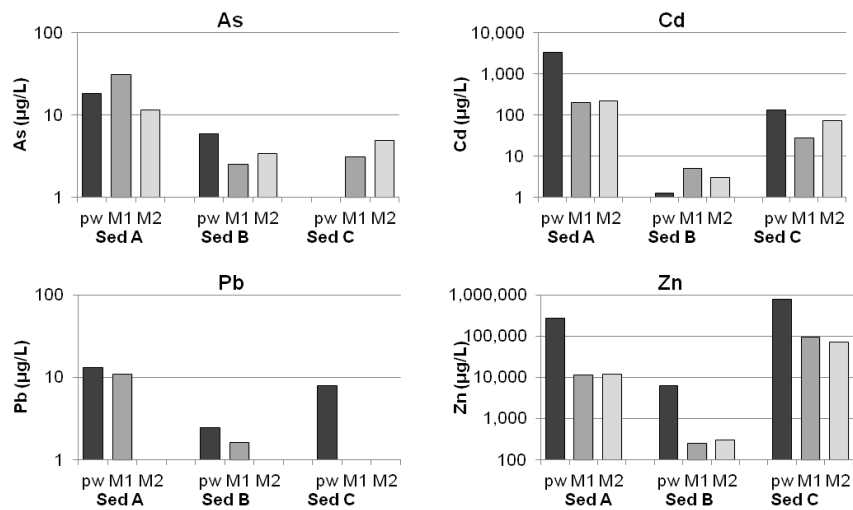 As
100
10
1
As (µg/L)
pw M1 M2 pw M1 M2 pw M1 M2
Sed A Sed B Sed C
Cd
10,000
1,000
100
10
1
Cd (µg/L)
pw M1 M2 pw M1 M2 pw M1 M2
Sed A Sed B Sed C
Pb
100
10
1
Pb (µg/L)
pw M1 M2 pw M1 M2 pw M1 M2
Sed A Sed B Sed C
Zn
1,000,000
100,000
10,000
1,000
100
Zn (µg/L)
pw M1 M2 pw M1 M2 pw M1 M2
Sed A Sed B Sed C